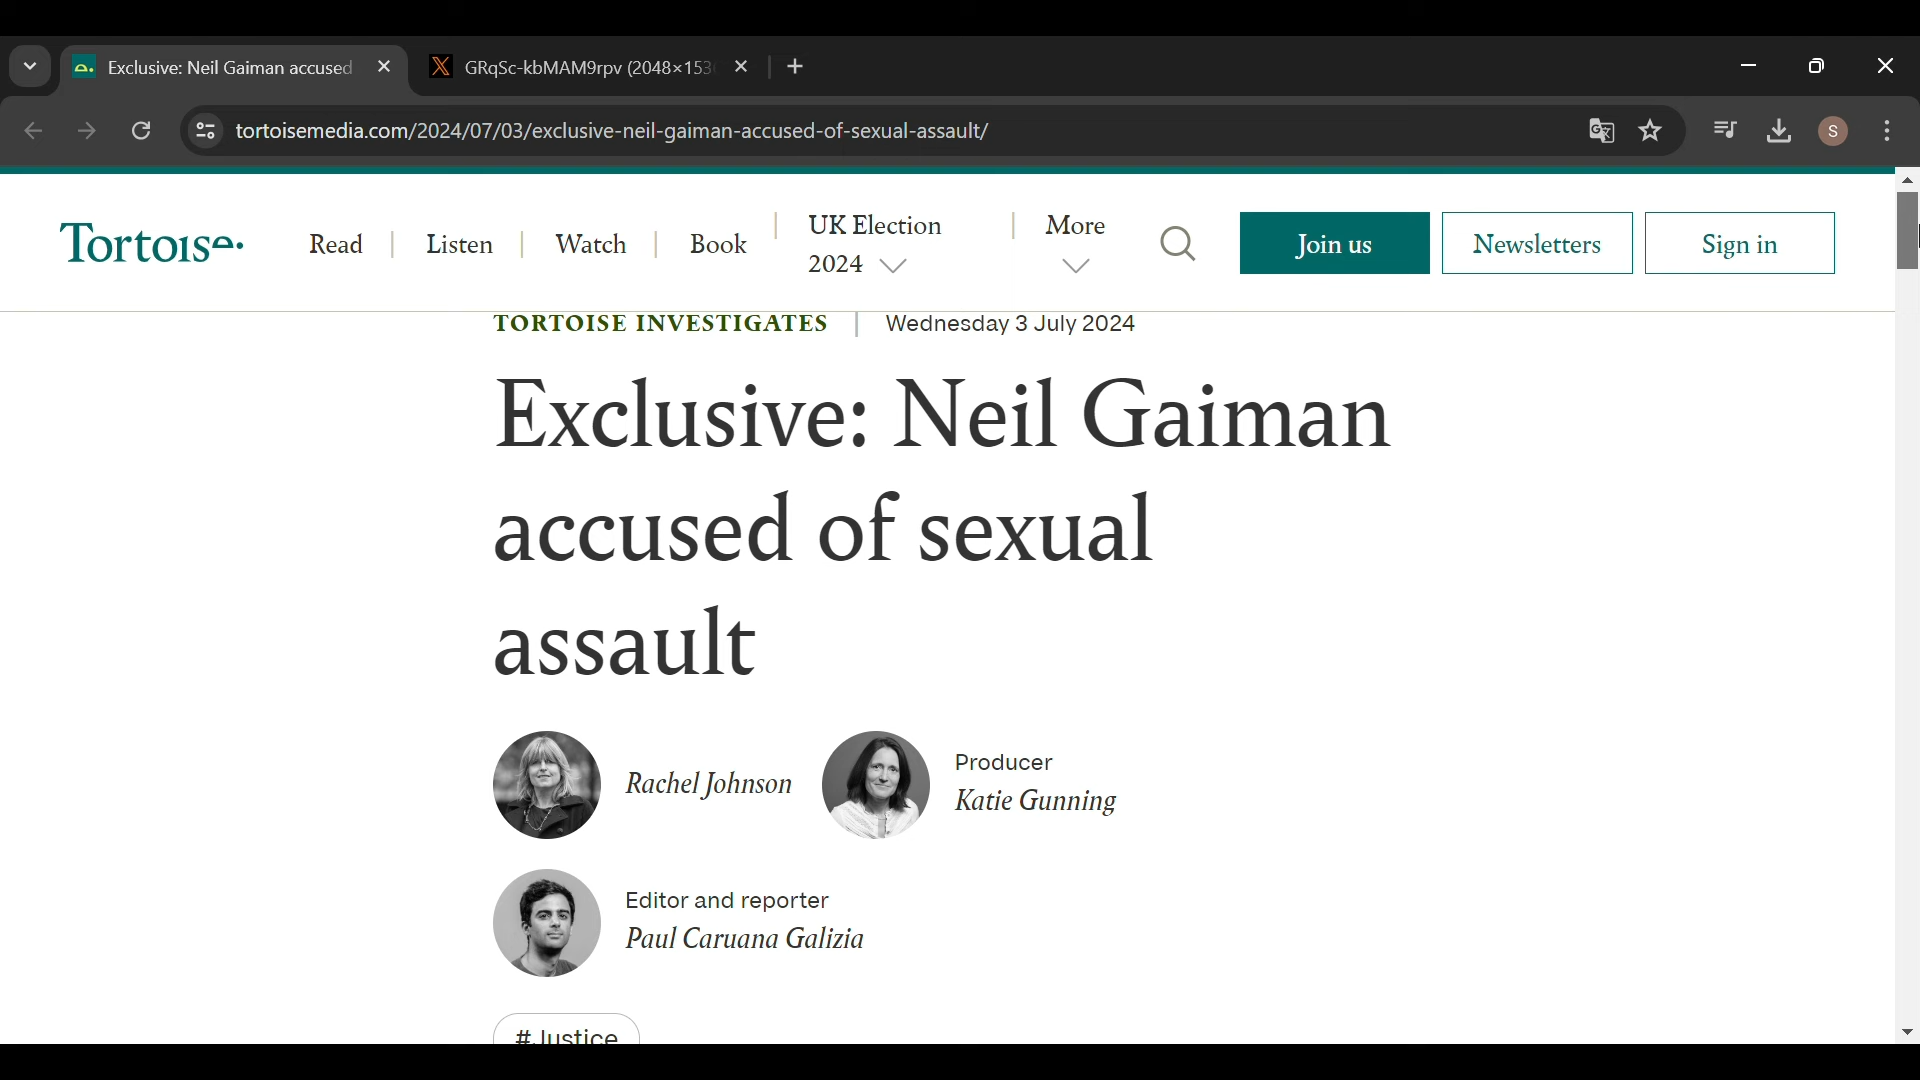 Exclusive: Neil Gaiman accused
GRqSc-kbMAM9rpv (2048×153
tortoisemedia.com/2024/07/03/exclusive-neil-gaiman-accused-of-sexual-assault/
S
Tortoise.
Read
Listen
Watch
Book
UK Election
2024
More
Join us
Newsletters
Sign in
TORTOISE INVESTIGATES | Wednesday 3 July 2024
Exclusive: Neil Gaiman
accused of sexual
assault
Rachel Johnson
Producer
Katie Gunning
Editor and reporter
Paul Caruana Galizia
#Justice